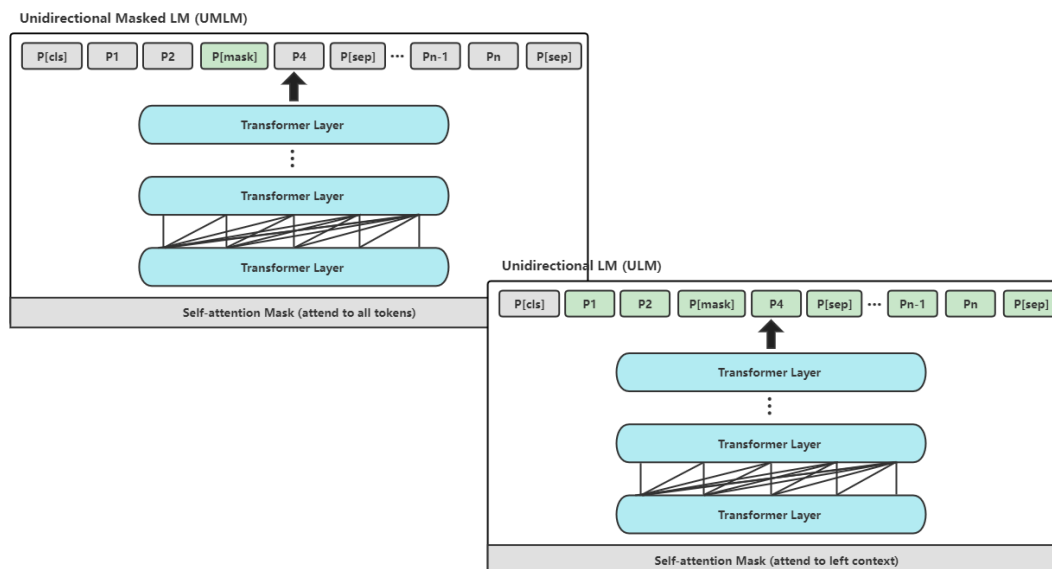 Unidirectional Masked LM (UMLM)
P[cls] P1 P2 P[mask] P4 P[sep] ··· Pn-1 Pn P[sep]
Transformer Layer
⋮
Transformer Layer
Transformer Layer
Self-attention Mask (attend to all tokens)
Unidirectional LM (ULM)
P[cls] P1 P2 P[mask] P4 P[sep] ··· Pn-1 Pn P[sep]
Transformer Layer
⋮
Transformer Layer
Transformer Layer
Self-attention Mask (attend to left context)